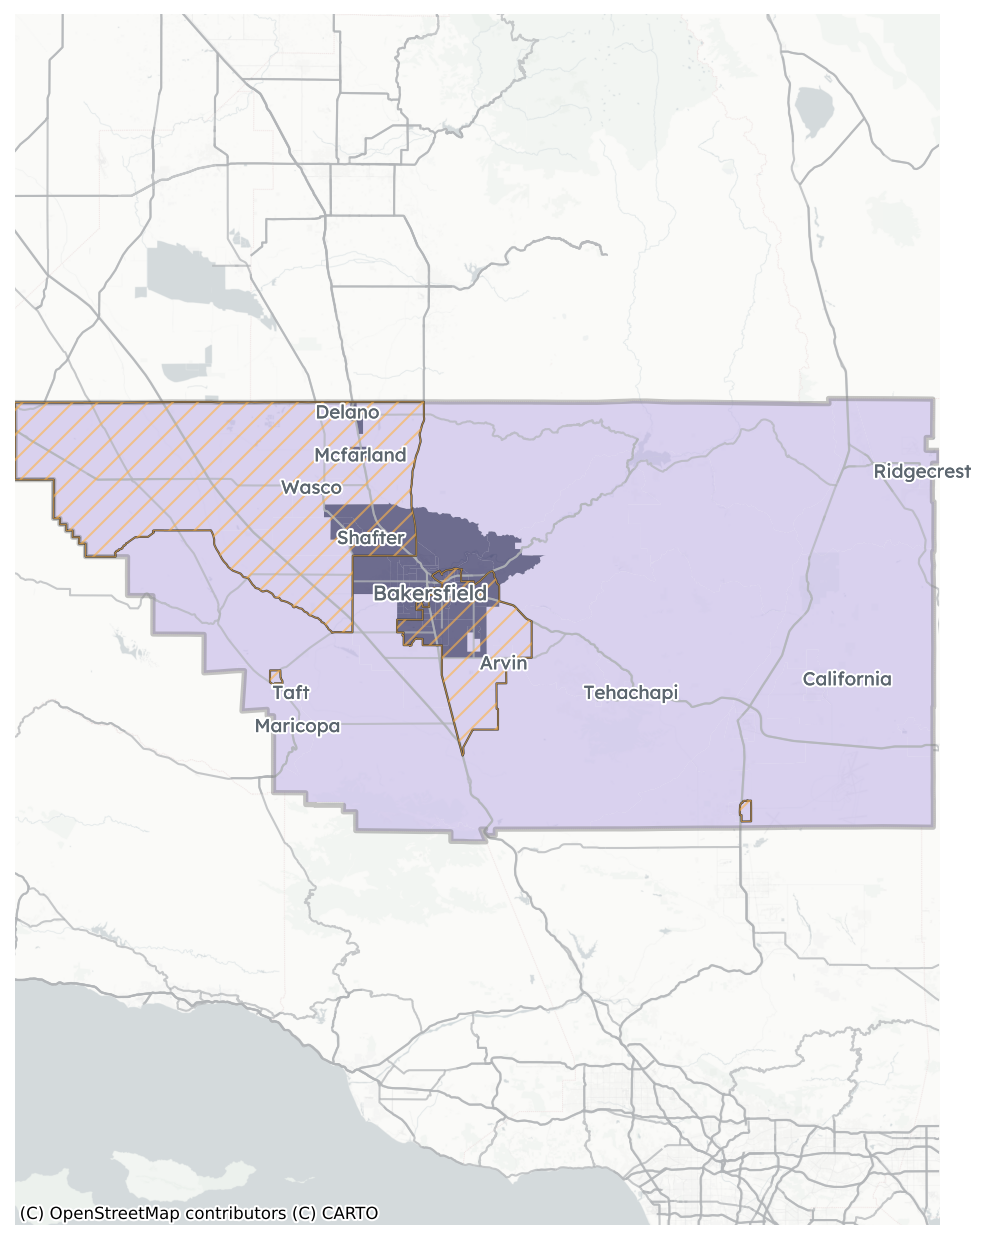 Delano
Mcfarland
Ridgecrest
Wasco
Shafter
Bakersfield
Arvin
California
Taft
Tehachapi
Maricopa
(C) OpenStreetMap contributors (C) CARTO